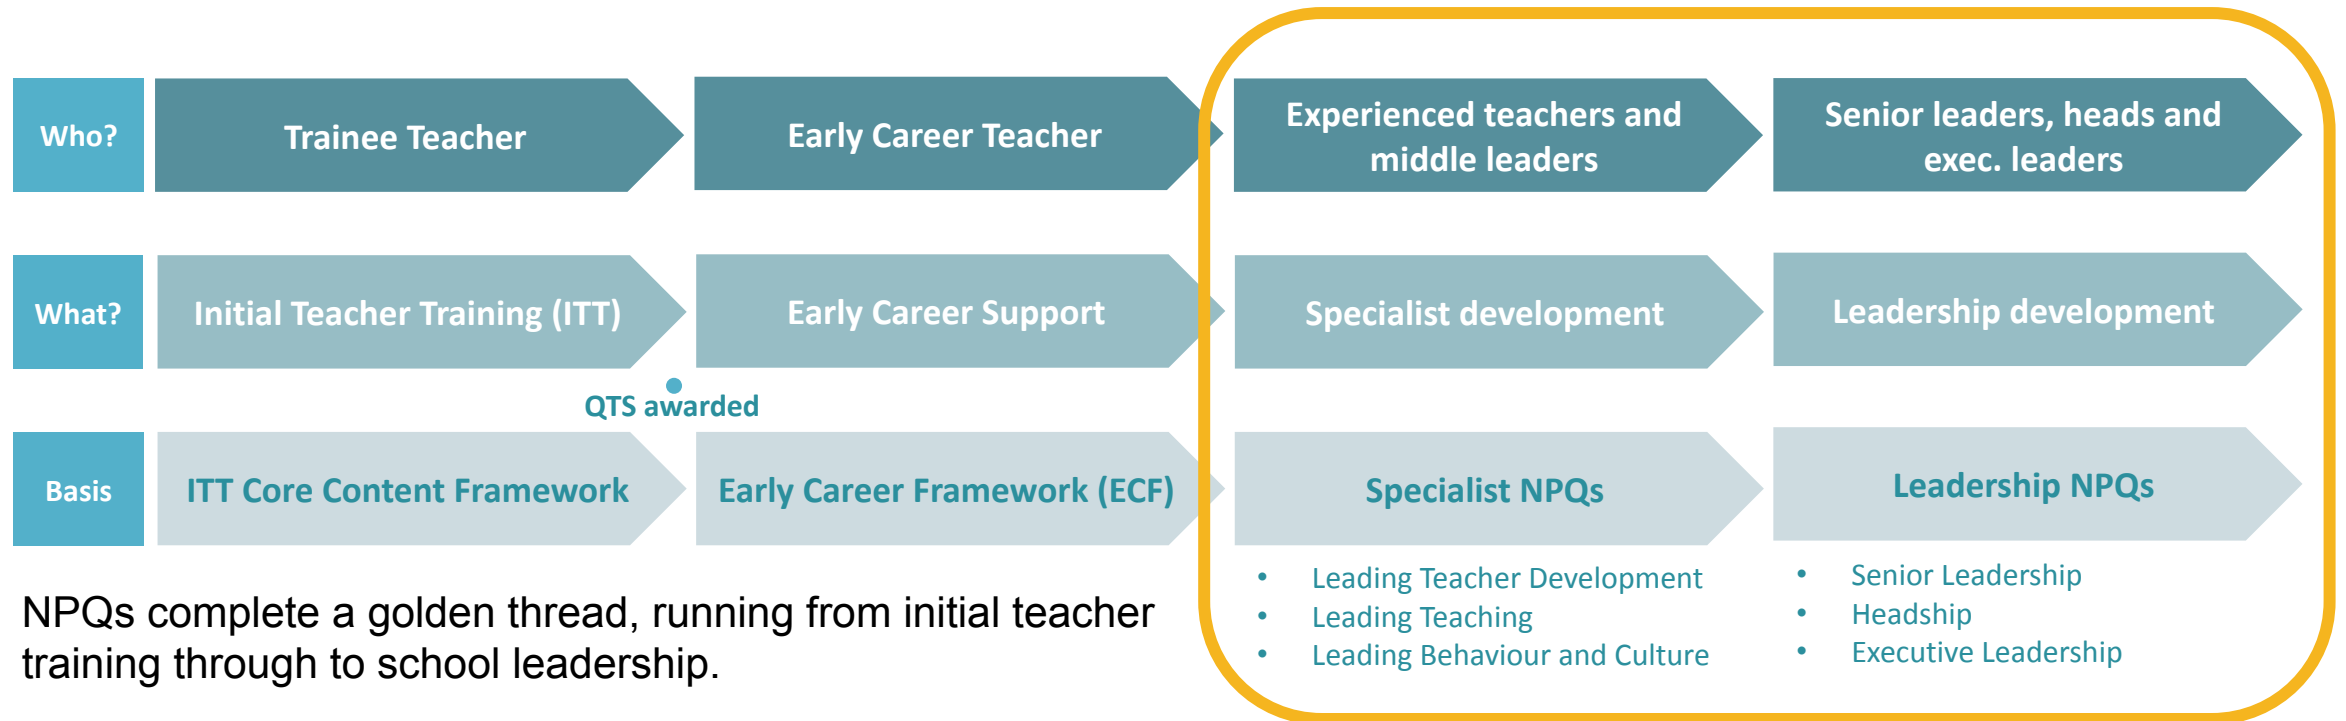 Who?
Trainee Teacher
Early Career Teacher
Experienced teachers and
middle leaders
Senior leaders, heads and
exec. leaders
What?
Initial Teacher Training (ITT)
Early Career Support
Specialist development
Leadership development
QTS awarded
Basis
ITT Core Content Framework
Early Career Framework (ECF)
Specialist NPQs
Leadership NPQs
• Leading Teacher Development
• Leading Teaching
• Leading Behaviour and Culture
• Senior Leadership
• Headship
• Executive Leadership
NPQs complete a golden thread, running from initial teacher
training through to school leadership.